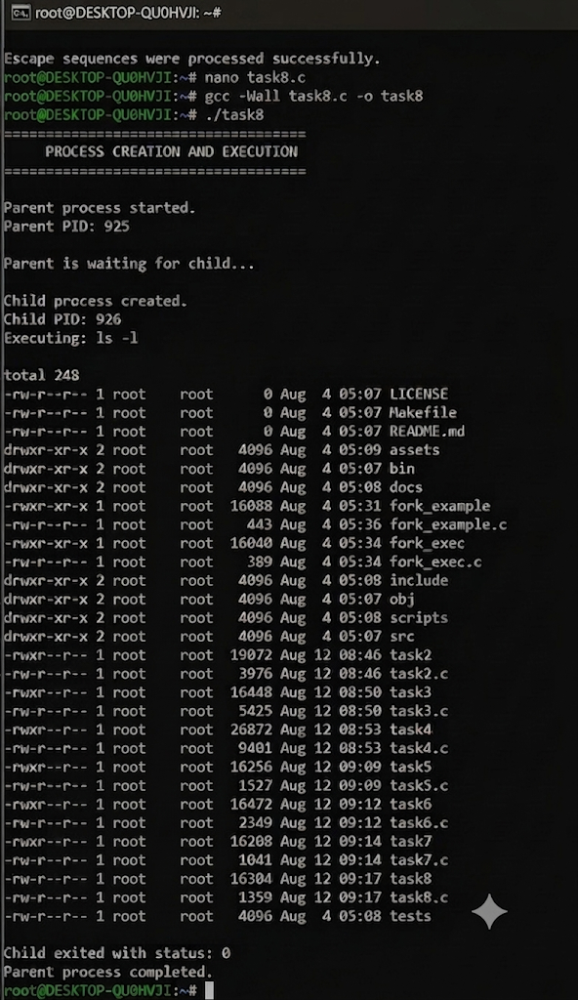 root@DESKTOP-QU0HVJI: ~#
Escape sequences were processed successfully.
root@DESKTOP-QU0HVJI:~# nano task8.c
root@DESKTOP-QU0HVJI:~# gcc -Wall task8.c -o task8
root@DESKTOP-QU0HVJI:~# ./task8
====================================
     PROCESS CREATION AND EXECUTION
====================================
Parent process started.
Parent PID: 925
Parent is waiting for child...
Child process created.
Child PID: 926
Executing: ls -l
total 248
-rw-r--r-- 1 root    root      0 Aug  4 05:07 LICENSE
-rw-r--r-- 1 root    root      0 Aug  4 05:07 Makefile
-rw-r--r-- 1 root    root      0 Aug  4 05:07 README.md
drwxr-xr-x 2 root    root   4096 Aug  4 05:09 assets
drwxr-xr-x 2 root    root   4096 Aug  4 05:07 bin
drwxr-xr-x 2 root    root   4096 Aug  4 05:08 docs
-rwxr-xr-x 1 root    root  16088 Aug  4 05:31 fork_example
-rw-r--r-- 1 root    root    443 Aug  4 05:36 fork_example.c
-rwxr-xr-x 1 root    root  16040 Aug  4 05:34 fork_exec
-rw-r--r-- 1 root    root    389 Aug  4 05:34 fork_exec.c
drwxr-xr-x 2 root    root   4096 Aug  4 05:08 include
drwxr-xr-x 2 root    root   4096 Aug  4 05:07 obj
drwxr-xr-x 2 root    root   4096 Aug  4 05:08 scripts
drwxr-xr-x 2 root    root   4096 Aug  4 05:07 src
-rwxr--r-- 1 root    root  19072 Aug 12 08:46 task2
-rw-r--r-- 1 root    root   3976 Aug 12 08:46 task2.c
-rwxr--r-- 1 root    root  16448 Aug 12 08:50 task3
-rw-r--r-- 1 root    root   5425 Aug 12 08:50 task3.c
-rwxr--r-- 1 root    root  26872 Aug 12 08:53 task4
-rw-r--r-- 1 root    root   9401 Aug 12 08:53 task4.c
-rwxr--r-- 1 root    root  16256 Aug 12 09:09 task5
-rw-r--r-- 1 root    root   1527 Aug 12 09:09 task5.c
-rwxr--r-- 1 root    root  16472 Aug 12 09:12 task6
-rw-r--r-- 1 root    root   2349 Aug 12 09:12 task6.c
-rwxr--r-- 1 root    root  16208 Aug 12 09:14 task7
-rw-r--r-- 1 root    root   1041 Aug 12 09:14 task7.c
-rwxr--r-- 1 root    root  16304 Aug 12 09:17 task8
-rw-r--r-- 1 root    root   1359 Aug 12 09:17 task8.c
-rw-r--r-- 1 root    root   4096 Aug  4 05:08 tests
Child exited with status: 0
Parent process completed.
root@DESKTOP-QU0HVJI:~#